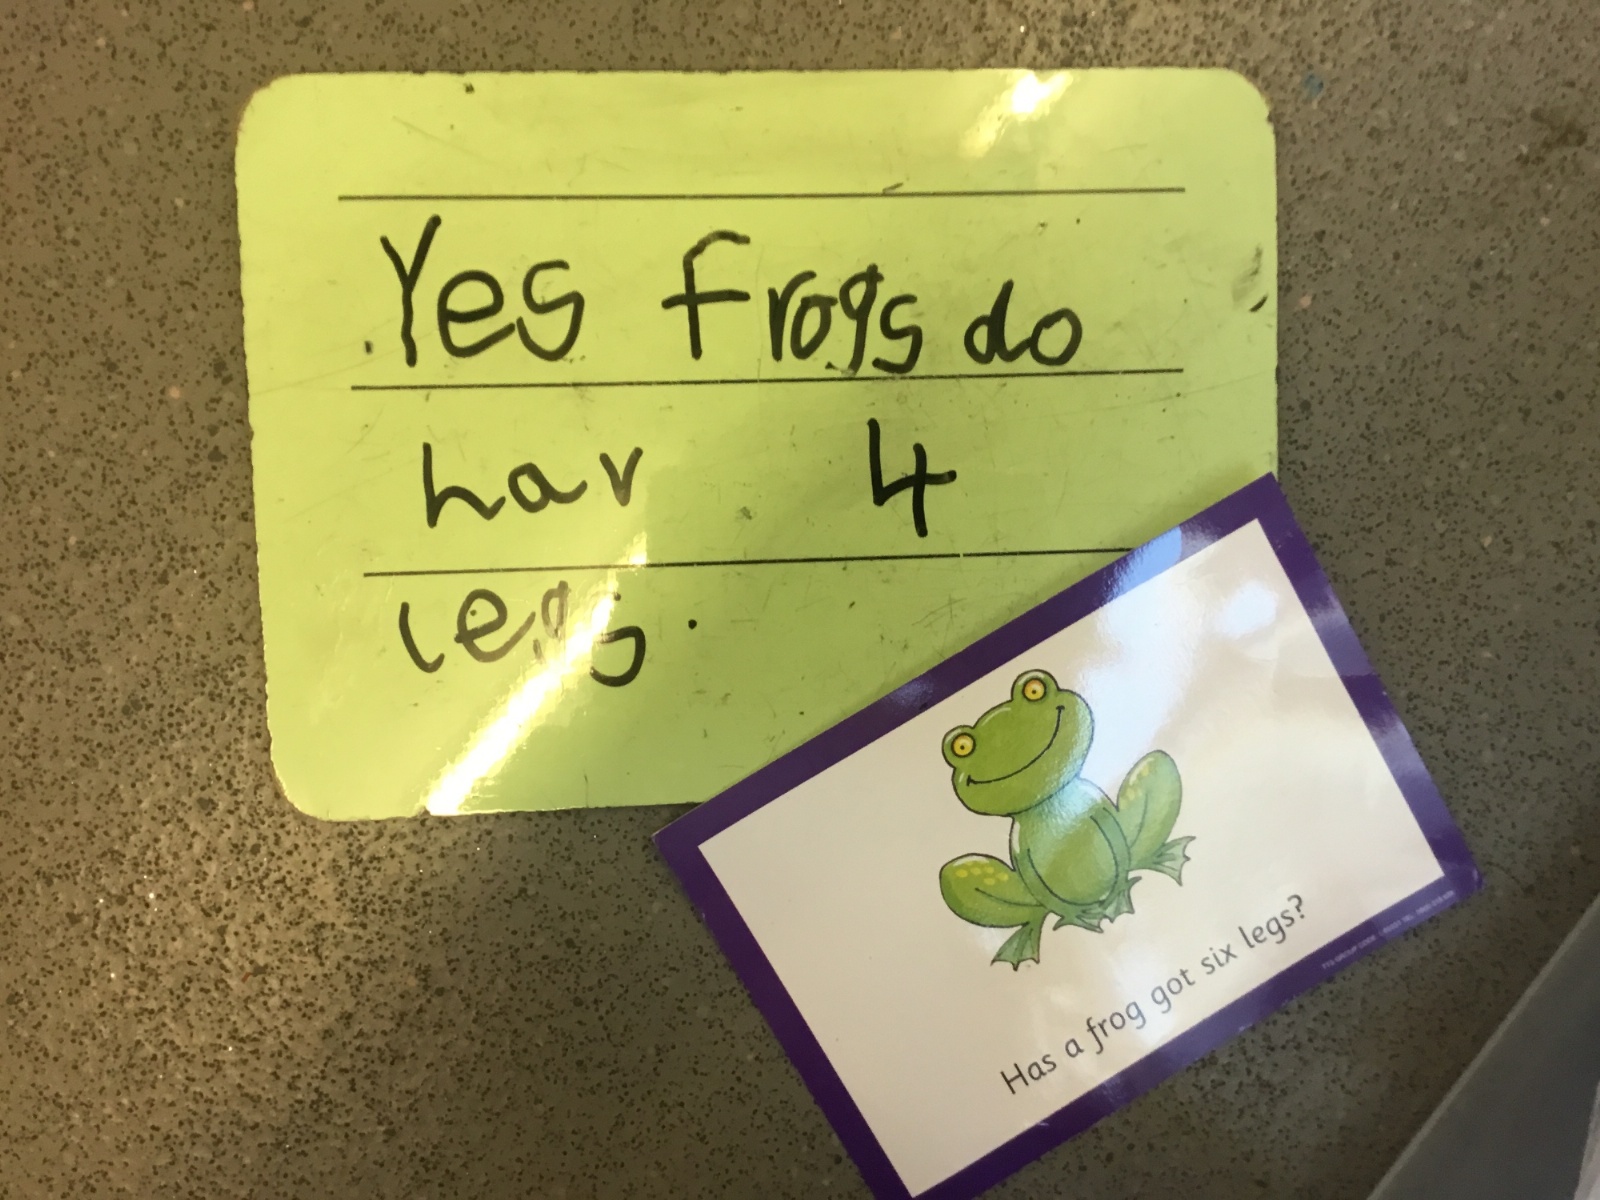 Yes frogs do
hav 4
legs.
Has a frog got six legs?